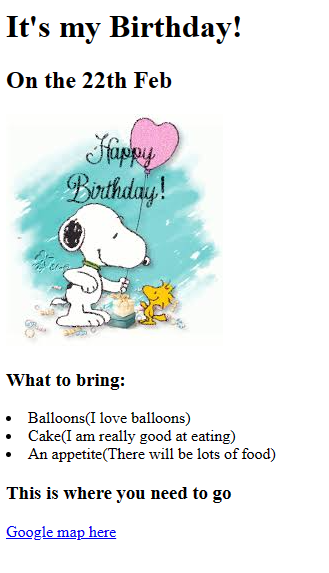 It's my Birthday!
On the 22th Feb
Happy
Birthday!
What to bring:
Balloons(I love balloons)
Cake(I am really good at eating)
An appetite(There will be lots of food)
This is where you need to go
Google map here